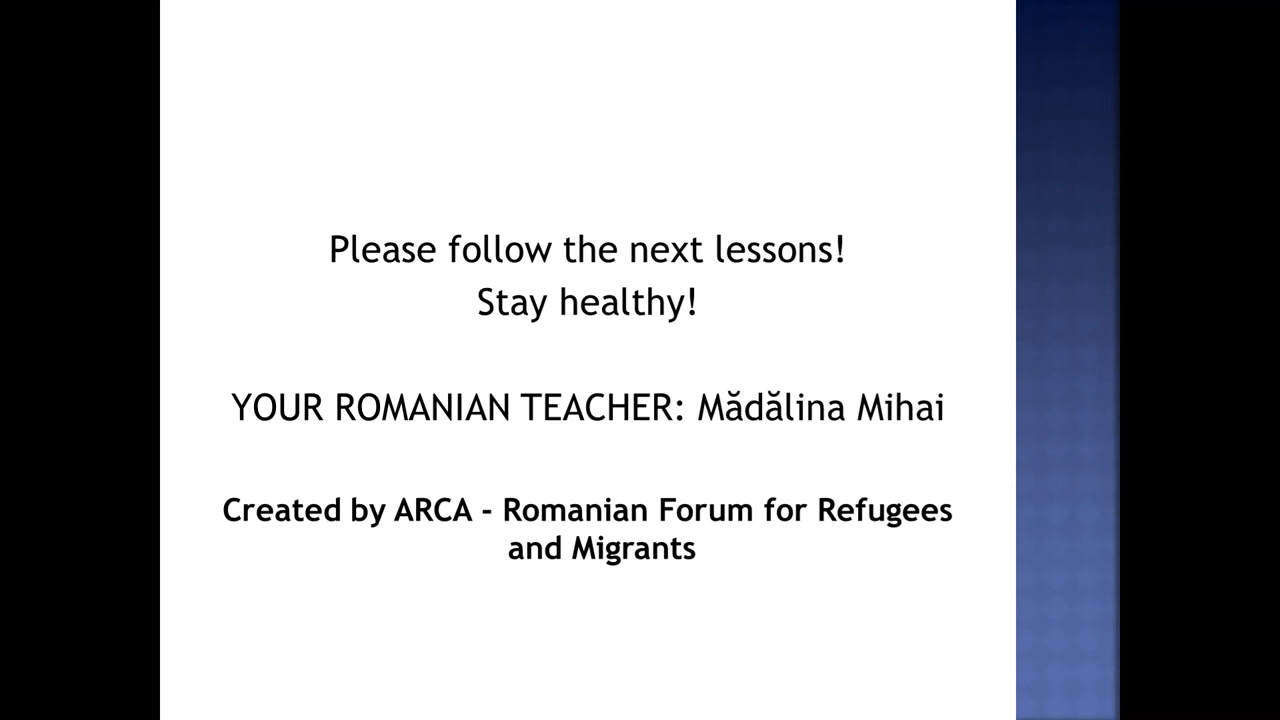 Please follow the next lessons!
Stay healthy!
YOUR ROMANIAN TEACHER: Mădălina Mihai
Created by ARCA - Romanian Forum for Refugees
and Migrants